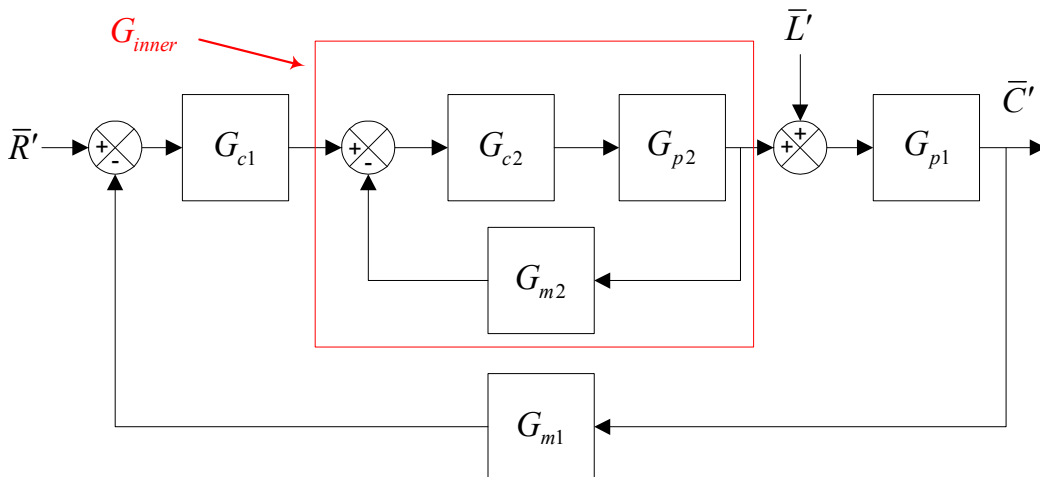 G_inner
L̅'
C̅'
R̅'
+
-
G_c1
+
-
G_c2
G_p2
+
+
G_p1
G_m2
G_m1